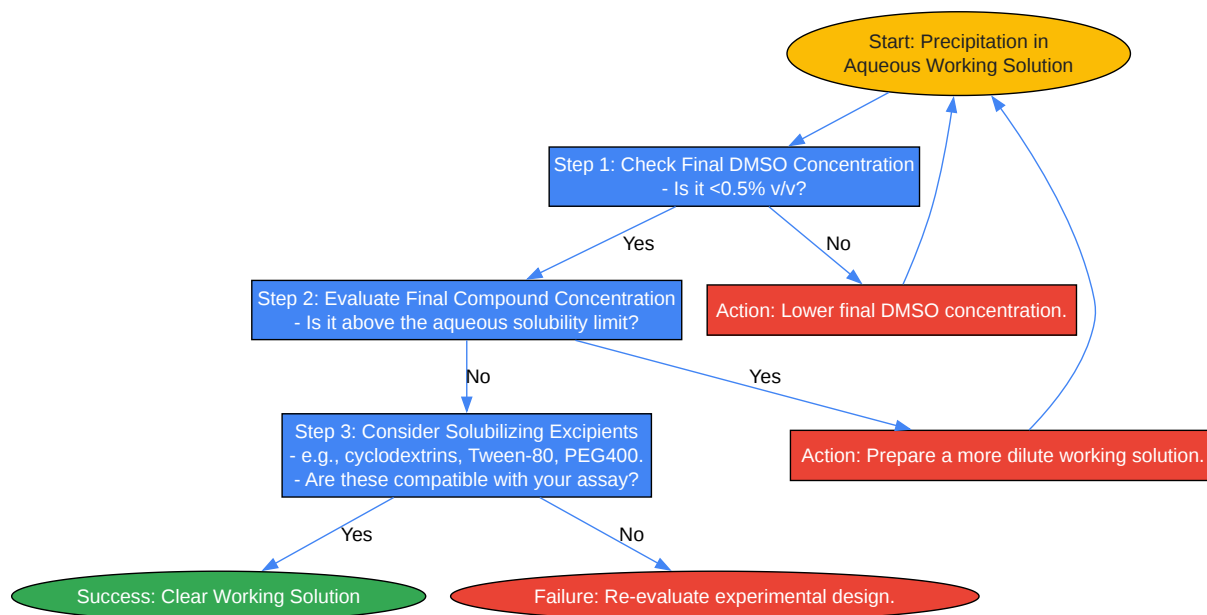 Start: Precipitation in
Aqueous Working Solution
Step 1: Check Final DMSO Concentration
- Is it <0.5% v/v?
Yes
No
Step 2: Evaluate Final Compound Concentration
- Is it above the aqueous solubility limit?
Action: Lower final DMSO concentration.
No
Yes
Step 3: Consider Solubilizing Excipients
- e.g., cyclodextrins, Tween-80, PEG400.
- Are these compatible with your assay?
Action: Prepare a more dilute working solution.
Yes
No
Success: Clear Working Solution
Failure: Re-evaluate experimental design.